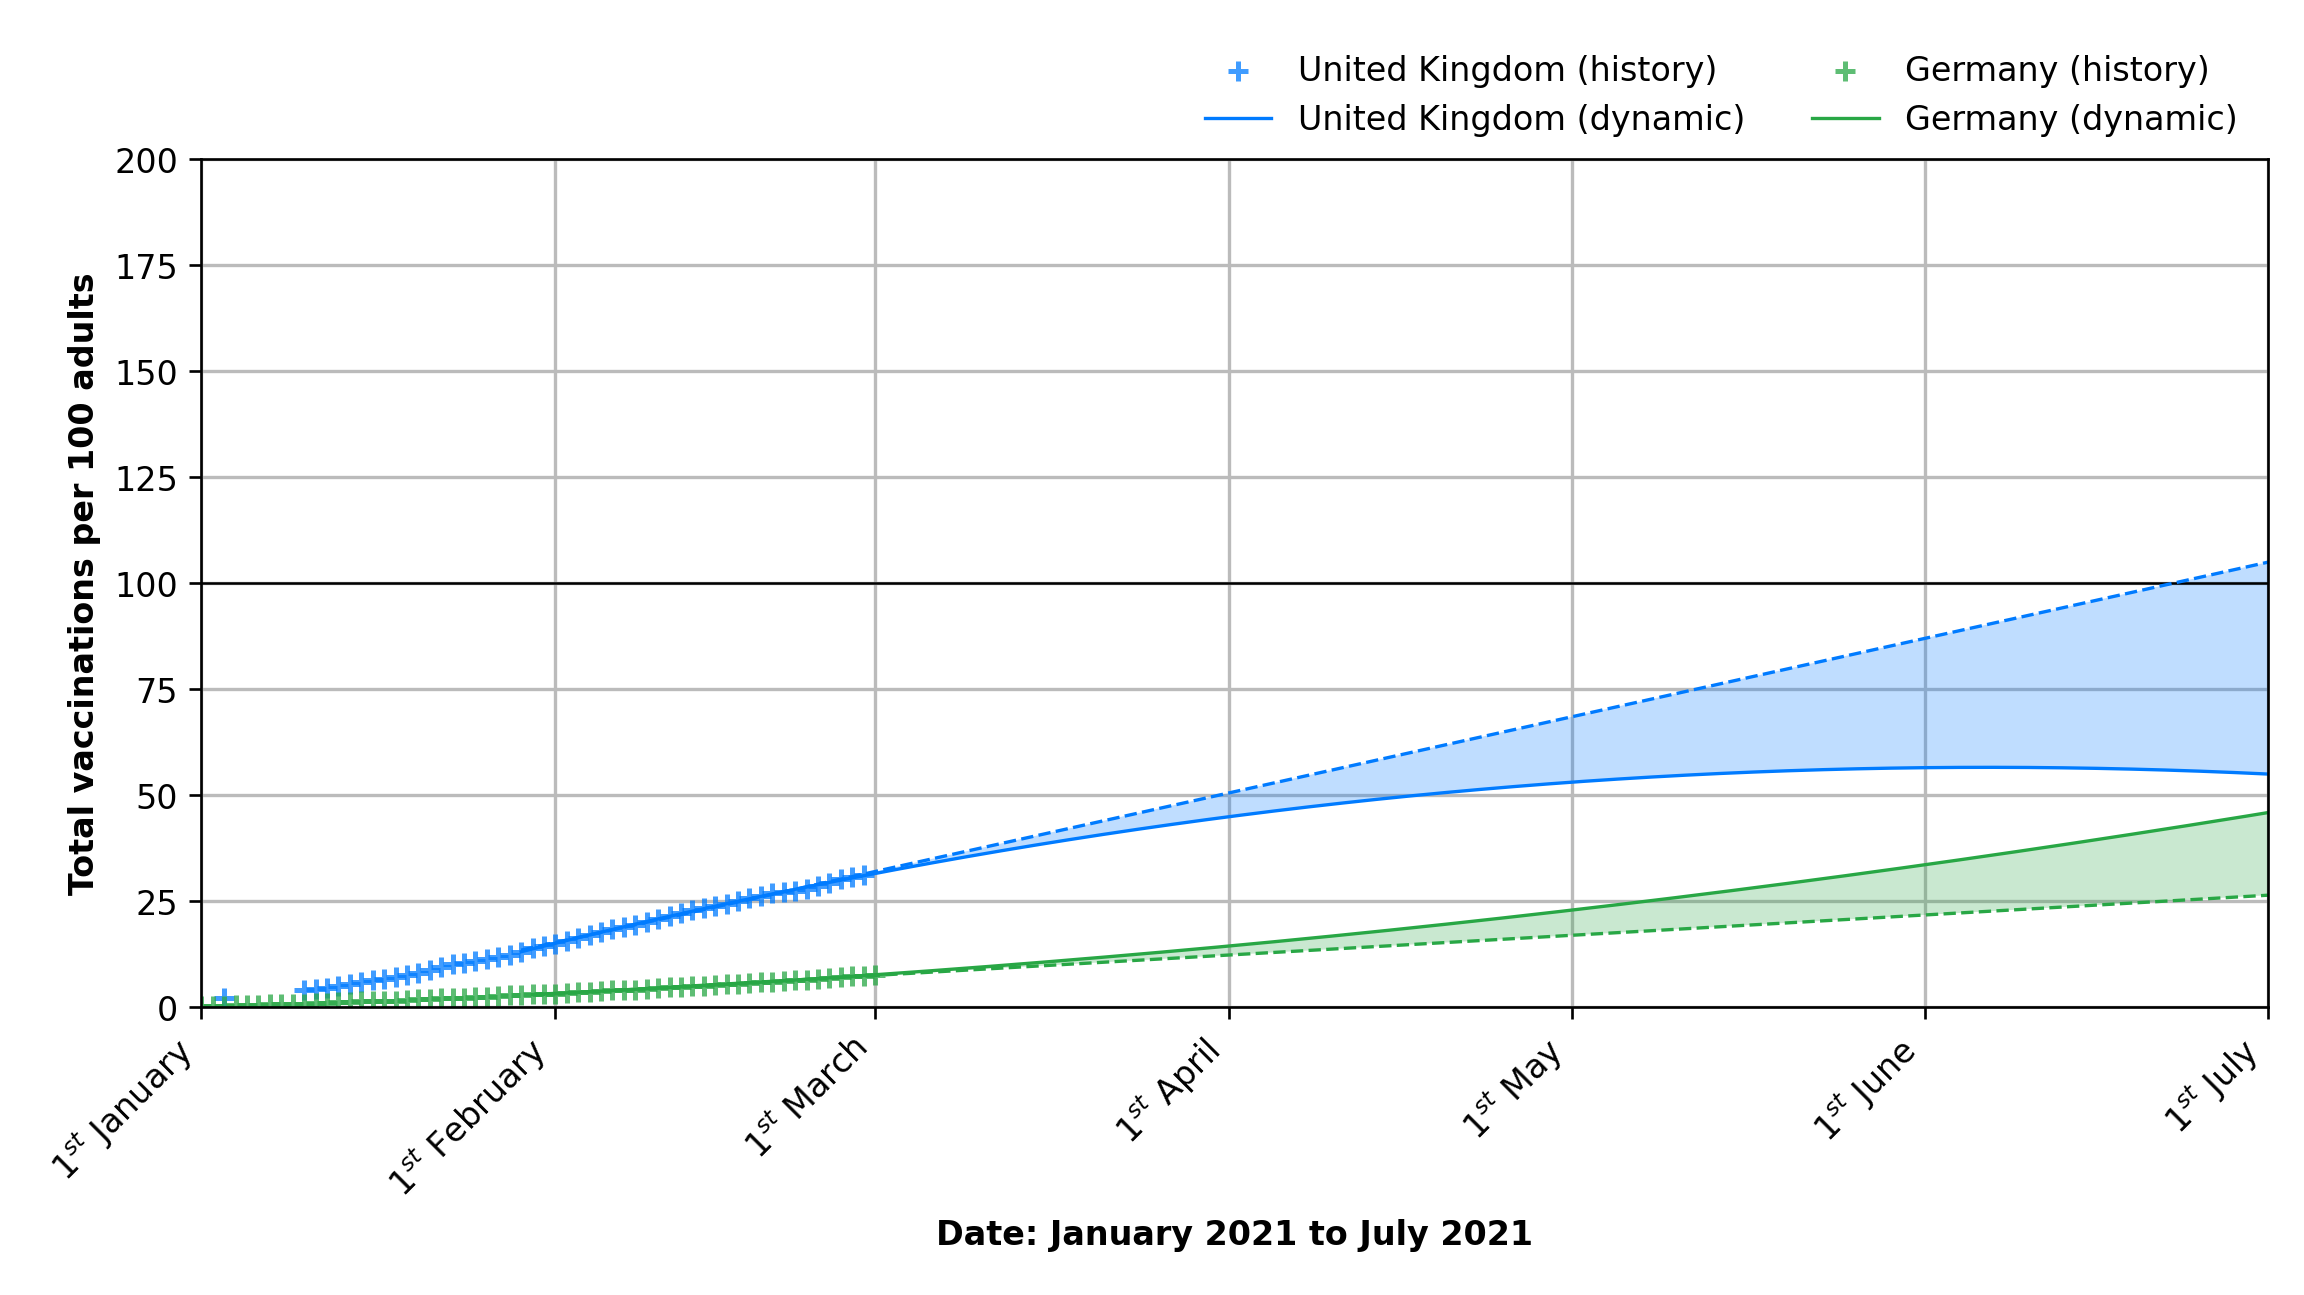 United Kingdom (history)
United Kingdom (dynamic)
Germany (history)
Germany (dynamic)
Total vaccinations per 100 adults
200
175
150
125
100
75
50
25
0
1st January
1st February
1st March
1st April
1st May
1st June
1st July
Date: January 2021 to July 2021